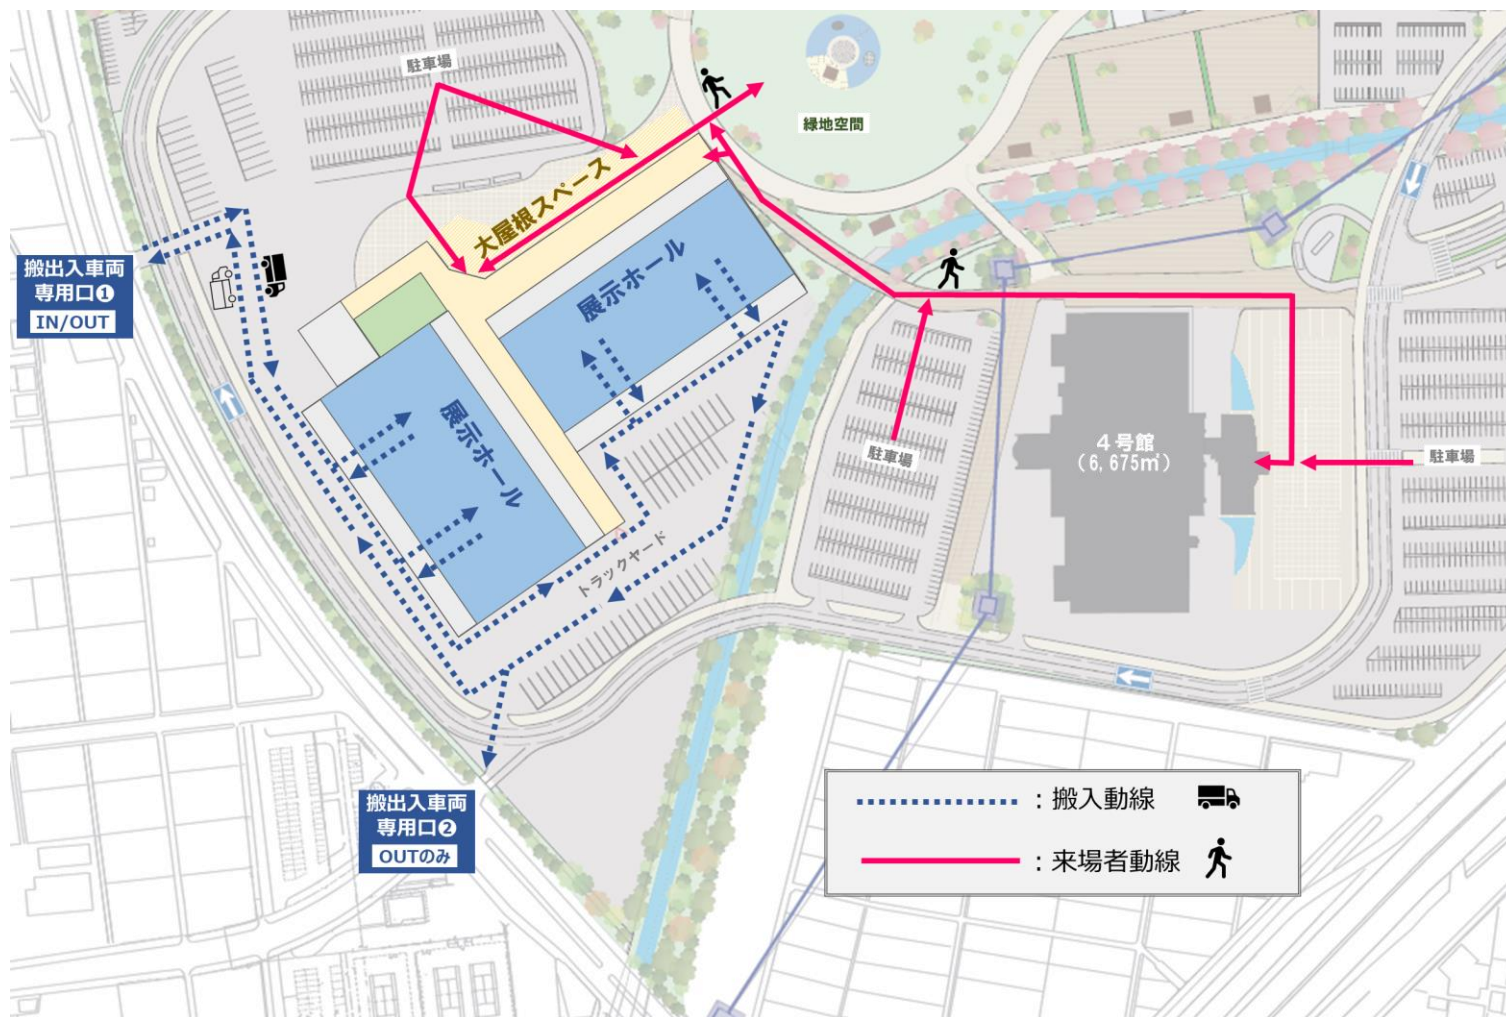 駐車場
緑地空間
大屋根スペース
搬出入車両
専用口❶
IN/OUT
展示ホール
展示ホール
4号館
(6,675㎡)
駐車場
駐車場
トラックヤード
搬出入車両
専用口❷
OUTのみ
:搬入動線
:来場者動線